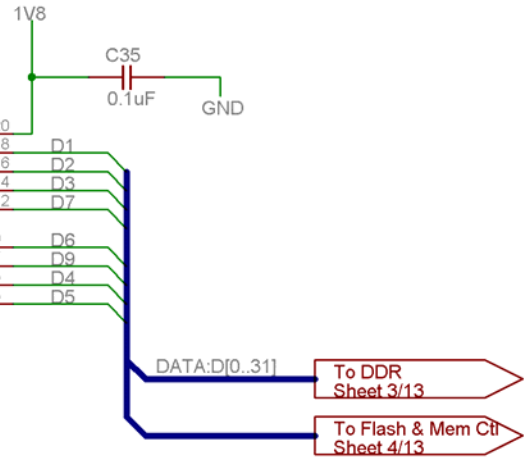 1V8
C35
0.1uF
GND
0
8 D1
6 D2
4 D3
2 D7
D6
D9
D4
D5
DATA:D[0..31]
To DDR
Sheet 3/13
To Flash & Mem Ctl
Sheet 4/13